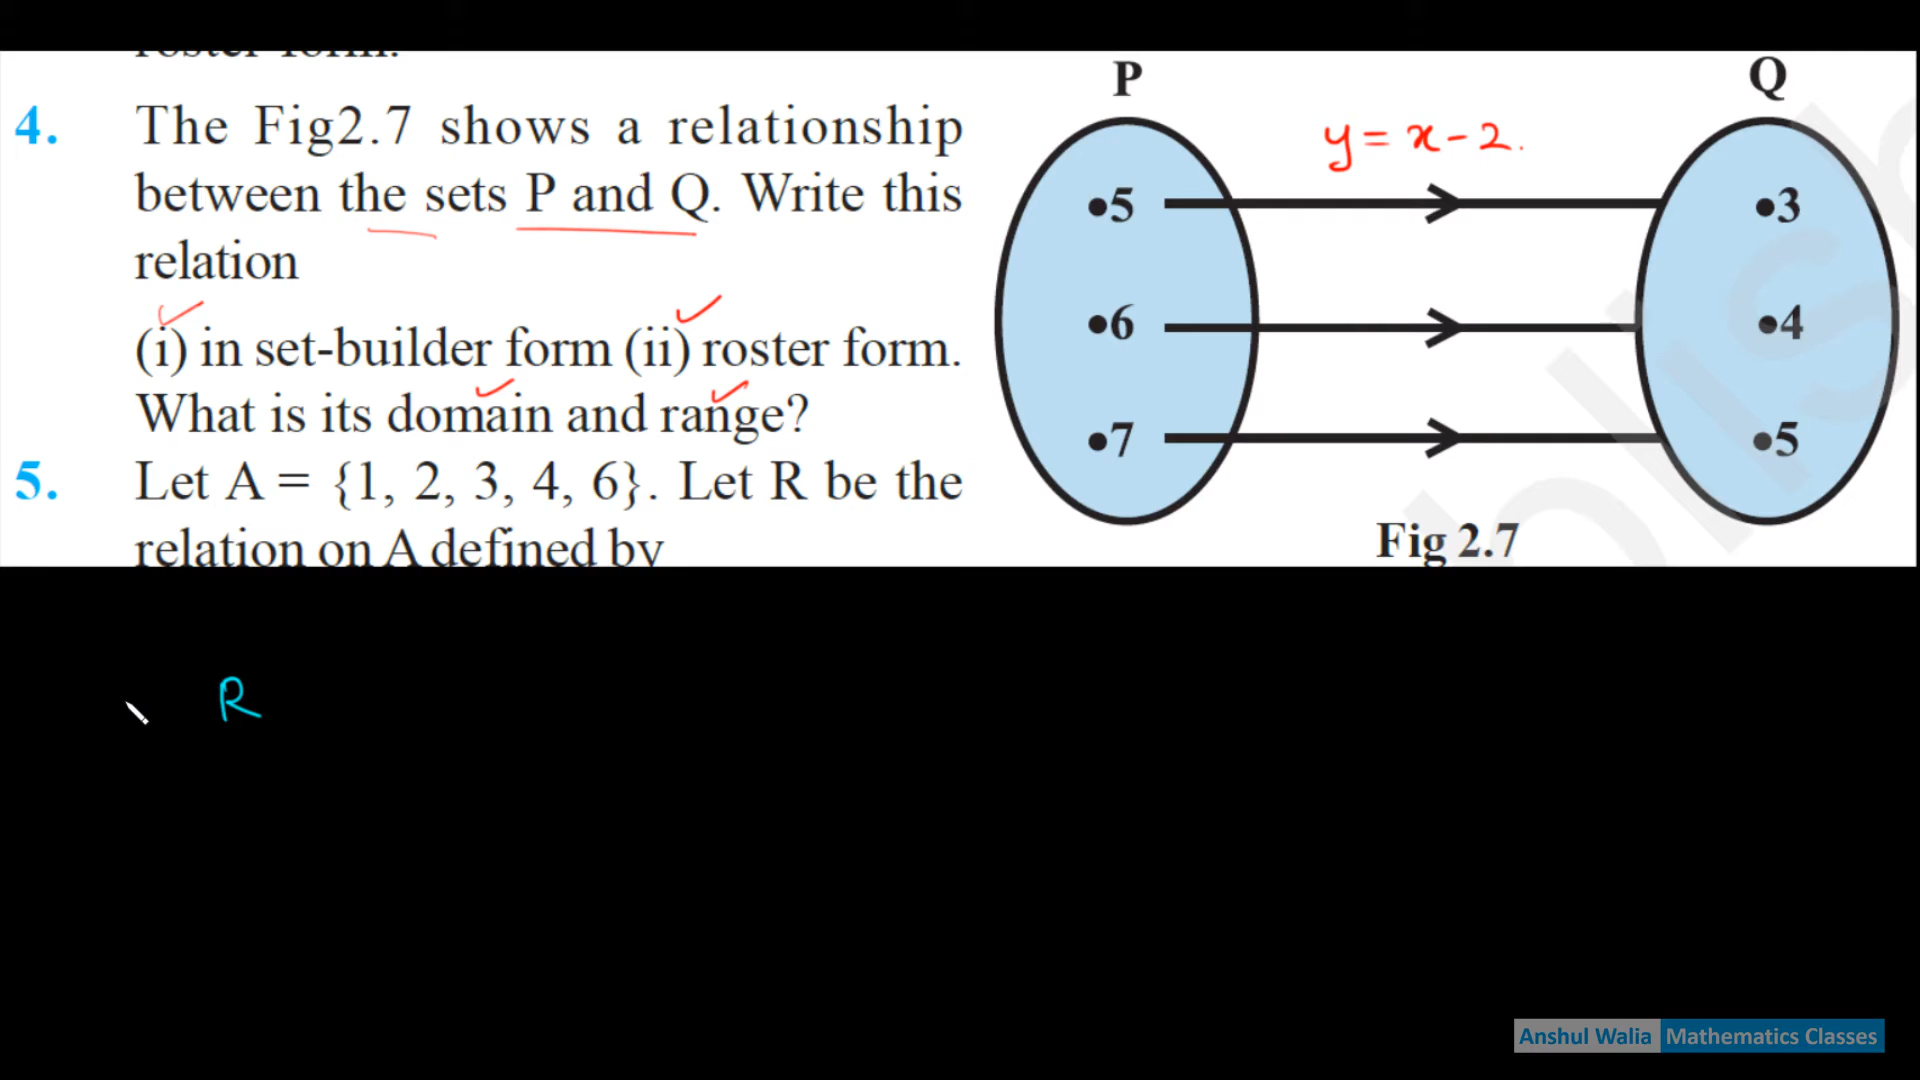 roster form.
4. The Fig2.7 shows a relationship
between the sets P and Q. Write this
relation
(i) in set-builder form (ii) roster form.
What is its domain and range?
5. Let A = {1, 2, 3, 4, 6}. Let R be the
relation on A defined by
P
Q
y = x - 2.
•5
•3
•6
•4
•7
•5
Fig 2.7
R
Anshul Walia Mathematics Classes